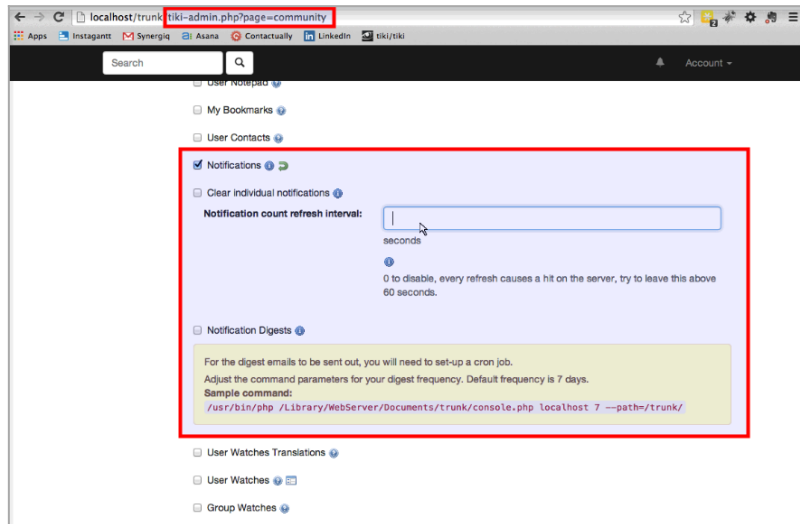 localhost/trunk/tiki-admin.php?page=community
Apps Instagantt Synergiq Asana Contactually LinkedIn tiki/tiki
Search Account
User Notepad
My Bookmarks
User Contacts
Notifications
Clear individual notifications
Notification count refresh interval:
seconds
0 to disable, every refresh causes a hit on the server, try to leave this above
60 seconds.
Notification Digests
For the digest emails to be sent out, you will need to set-up a cron job.
Adjust the command parameters for your digest frequency. Default frequency is 7 days.
Sample command:
/usr/bin/php /Library/WebServer/Documents/trunk/console.php localhost 7 --path=/trunk/
User Watches Translations
User Watches
Group Watches